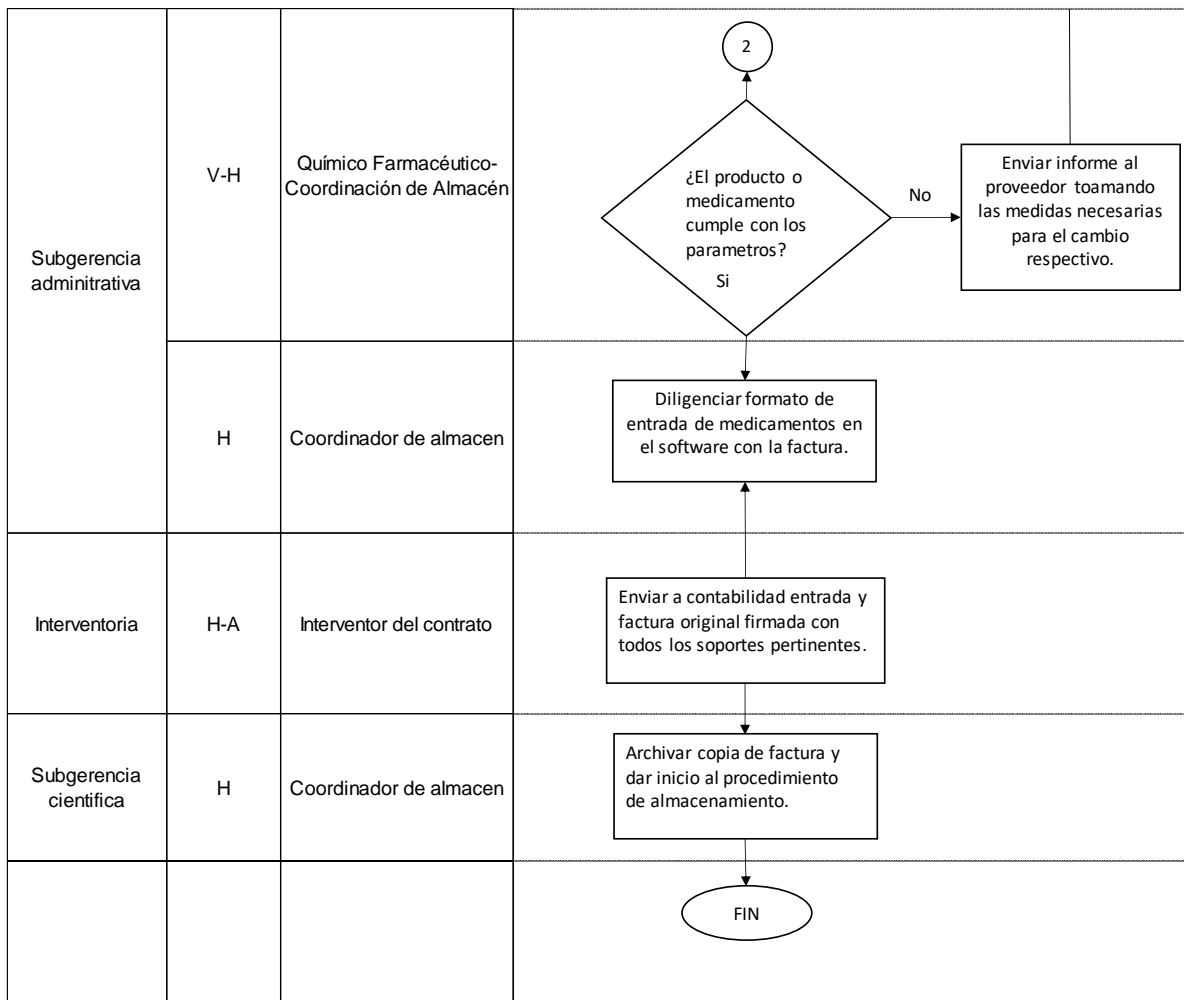 Subgerencia
adminitrativa
V-H
Químico Farmacéutico-
Coordinación de Almacén
2
¿El producto o
medicamento
cumple con los
parametros?
Si
No
Enviar informe al
proveedor toamando
las medidas necesarias
para el cambio
respectivo.
H
Coordinador de almacen
Diligenciar formato de
entrada de medicamentos en
el software con la factura.
Interventoria
H-A
Interventor del contrato
Enviar a contabilidad entrada y
factura original firmada con
todos los soportes pertinentes.
Subgerencia
cientifica
H
Coordinador de almacen
Archivar copia de factura y
dar inicio al procedimiento
de almacenamiento.
FIN